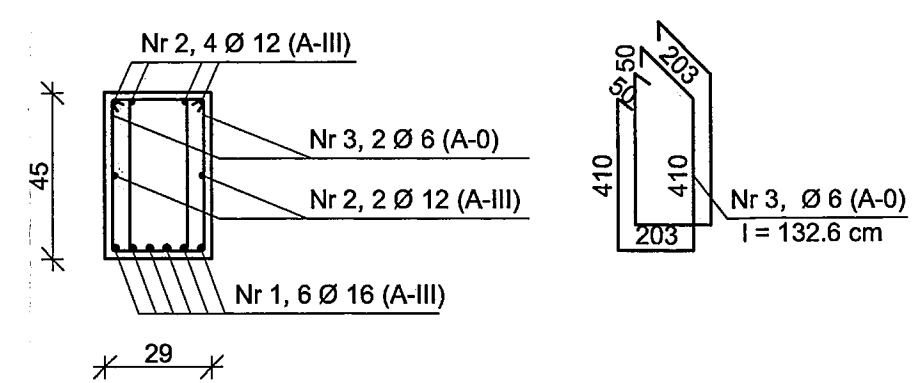 Nr 2, 4 Ø 12 (A-III)
Nr 3, 2 Ø 6 (A-0)
Nr 2, 2 Ø 12 (A-III)
Nr 1, 6 Ø 16 (A-III)
45
29
50
203
50
410
410
203
Nr 3, Ø 6 (A-0)
l = 132.6 cm